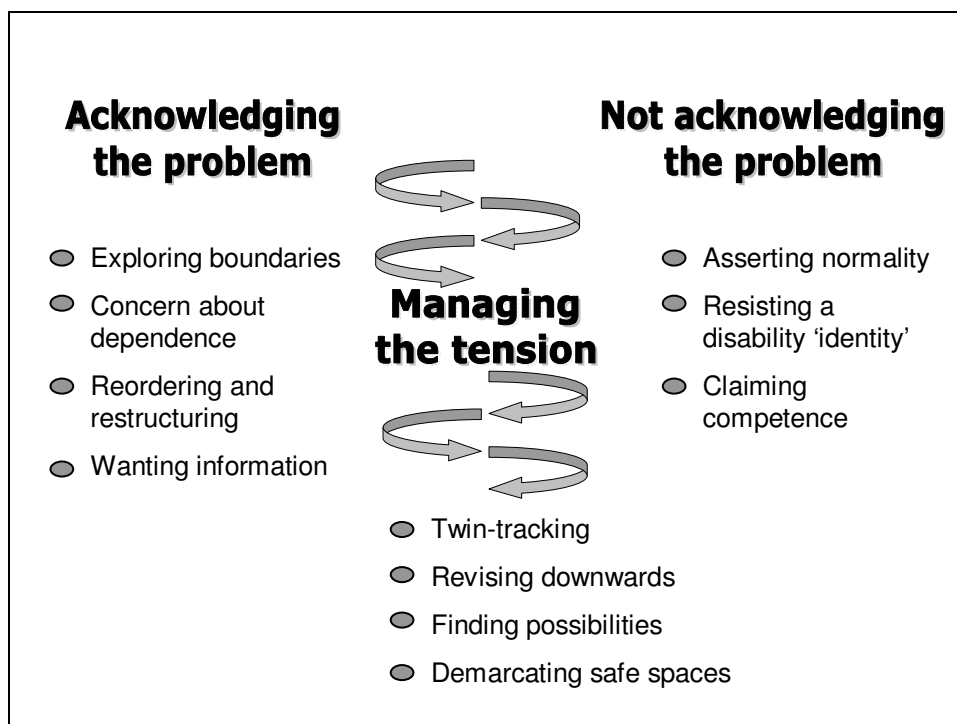 Acknowledging
the problem
Exploring boundaries
Concern about
dependence
Reordering and
restructuring
Wanting information
Managing
the tension
Twin-tracking
Revising downwards
Finding possibilities
Demarcating safe spaces
Not acknowledging
the problem
Asserting normality
Resisting a
disability ‘identity’
Claiming
competence